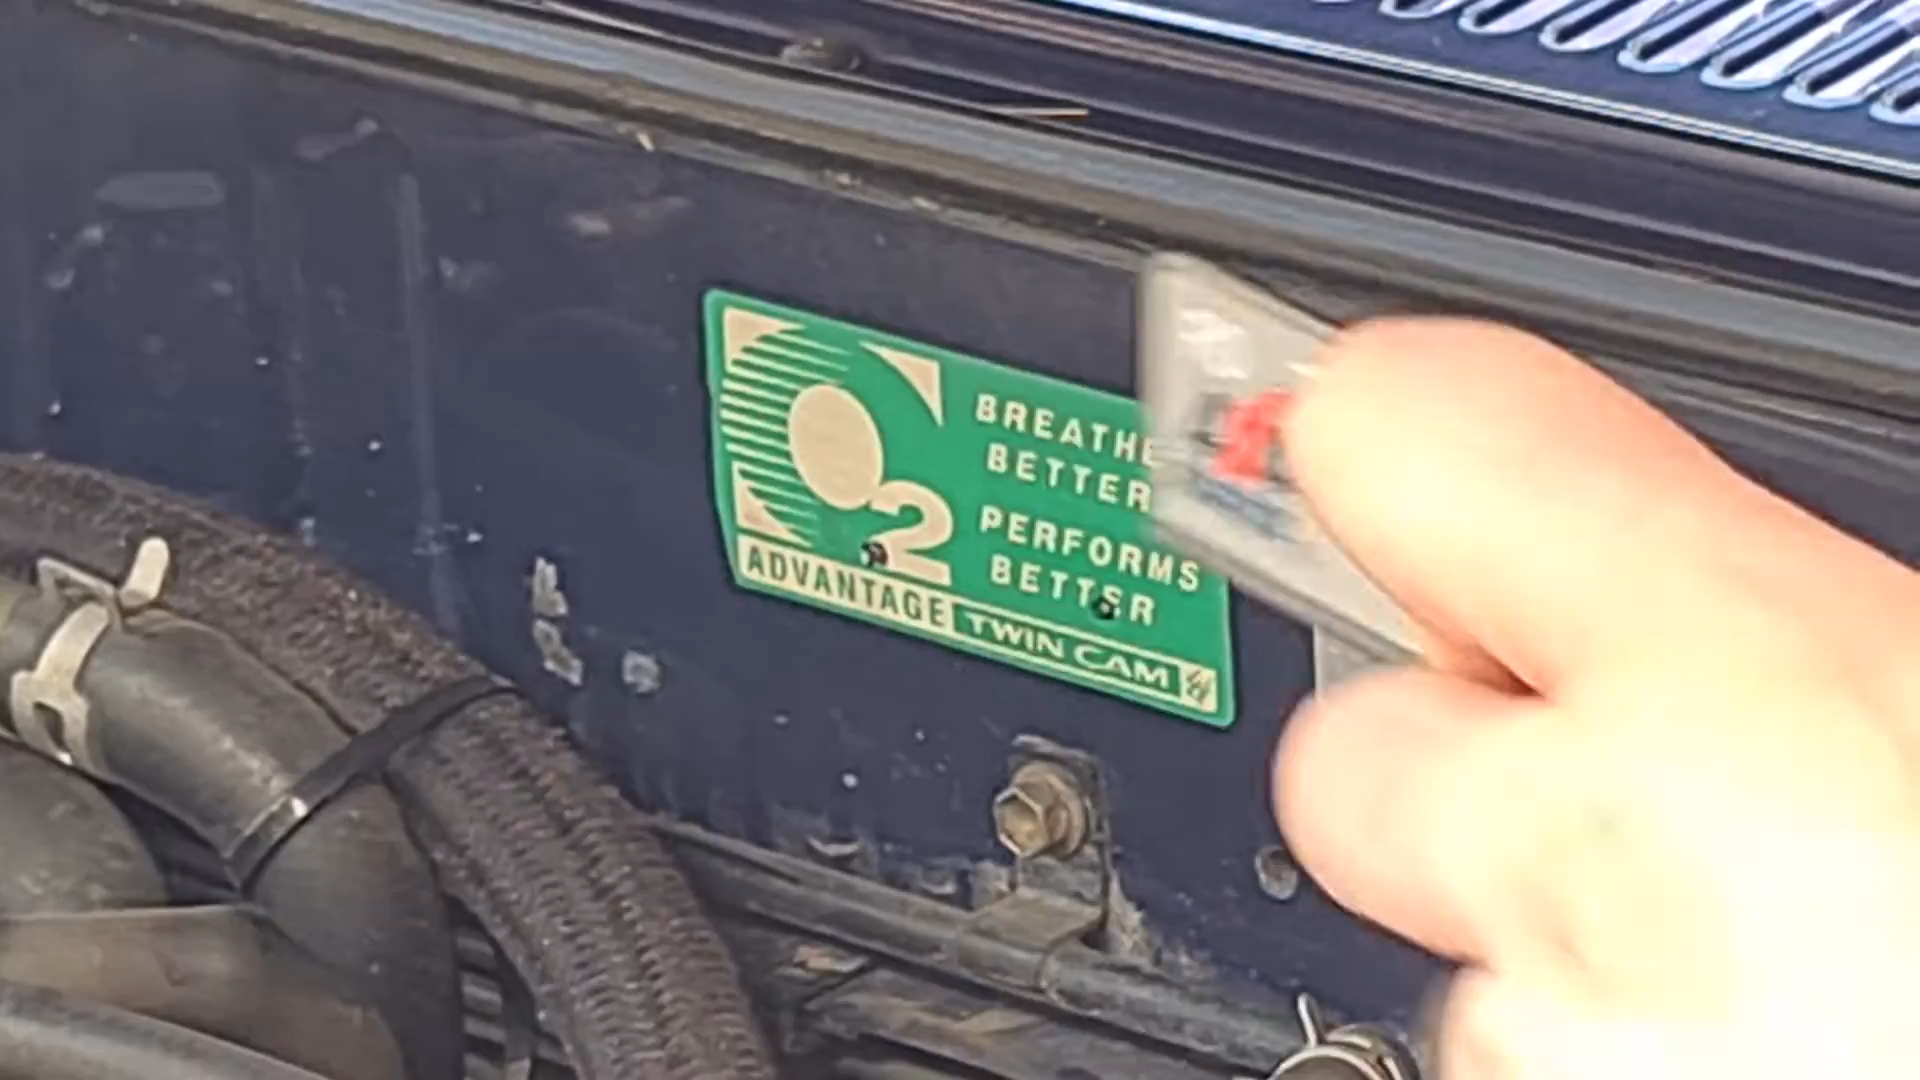 BREATHE
BETTER
PERFORMS
BETTER
O2
ADVANTAGE TWIN CAM